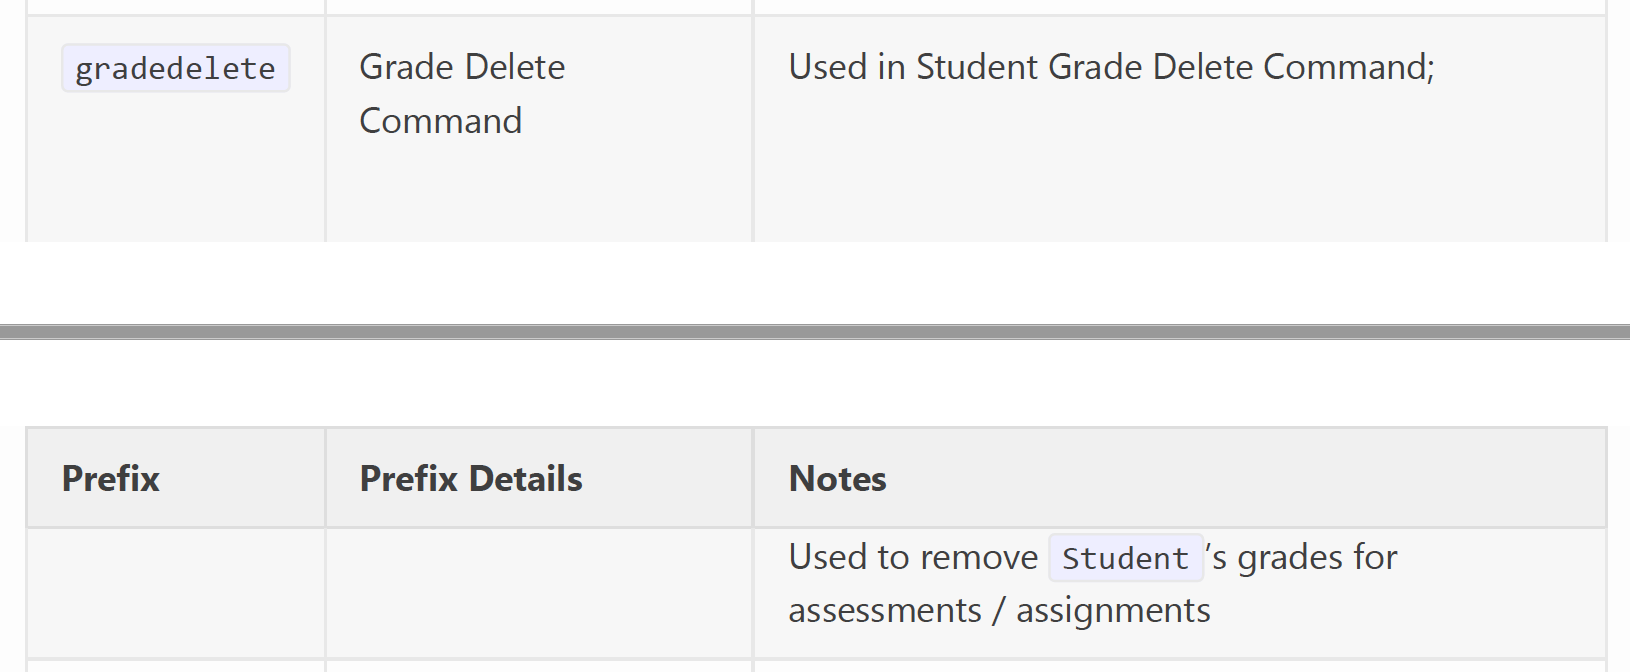 gradedelete Grade Delete Used in Student Grade Delete Command;
Command
Prefix Prefix Details Notes
Used to remove Student’s grades for
assessments / assignments